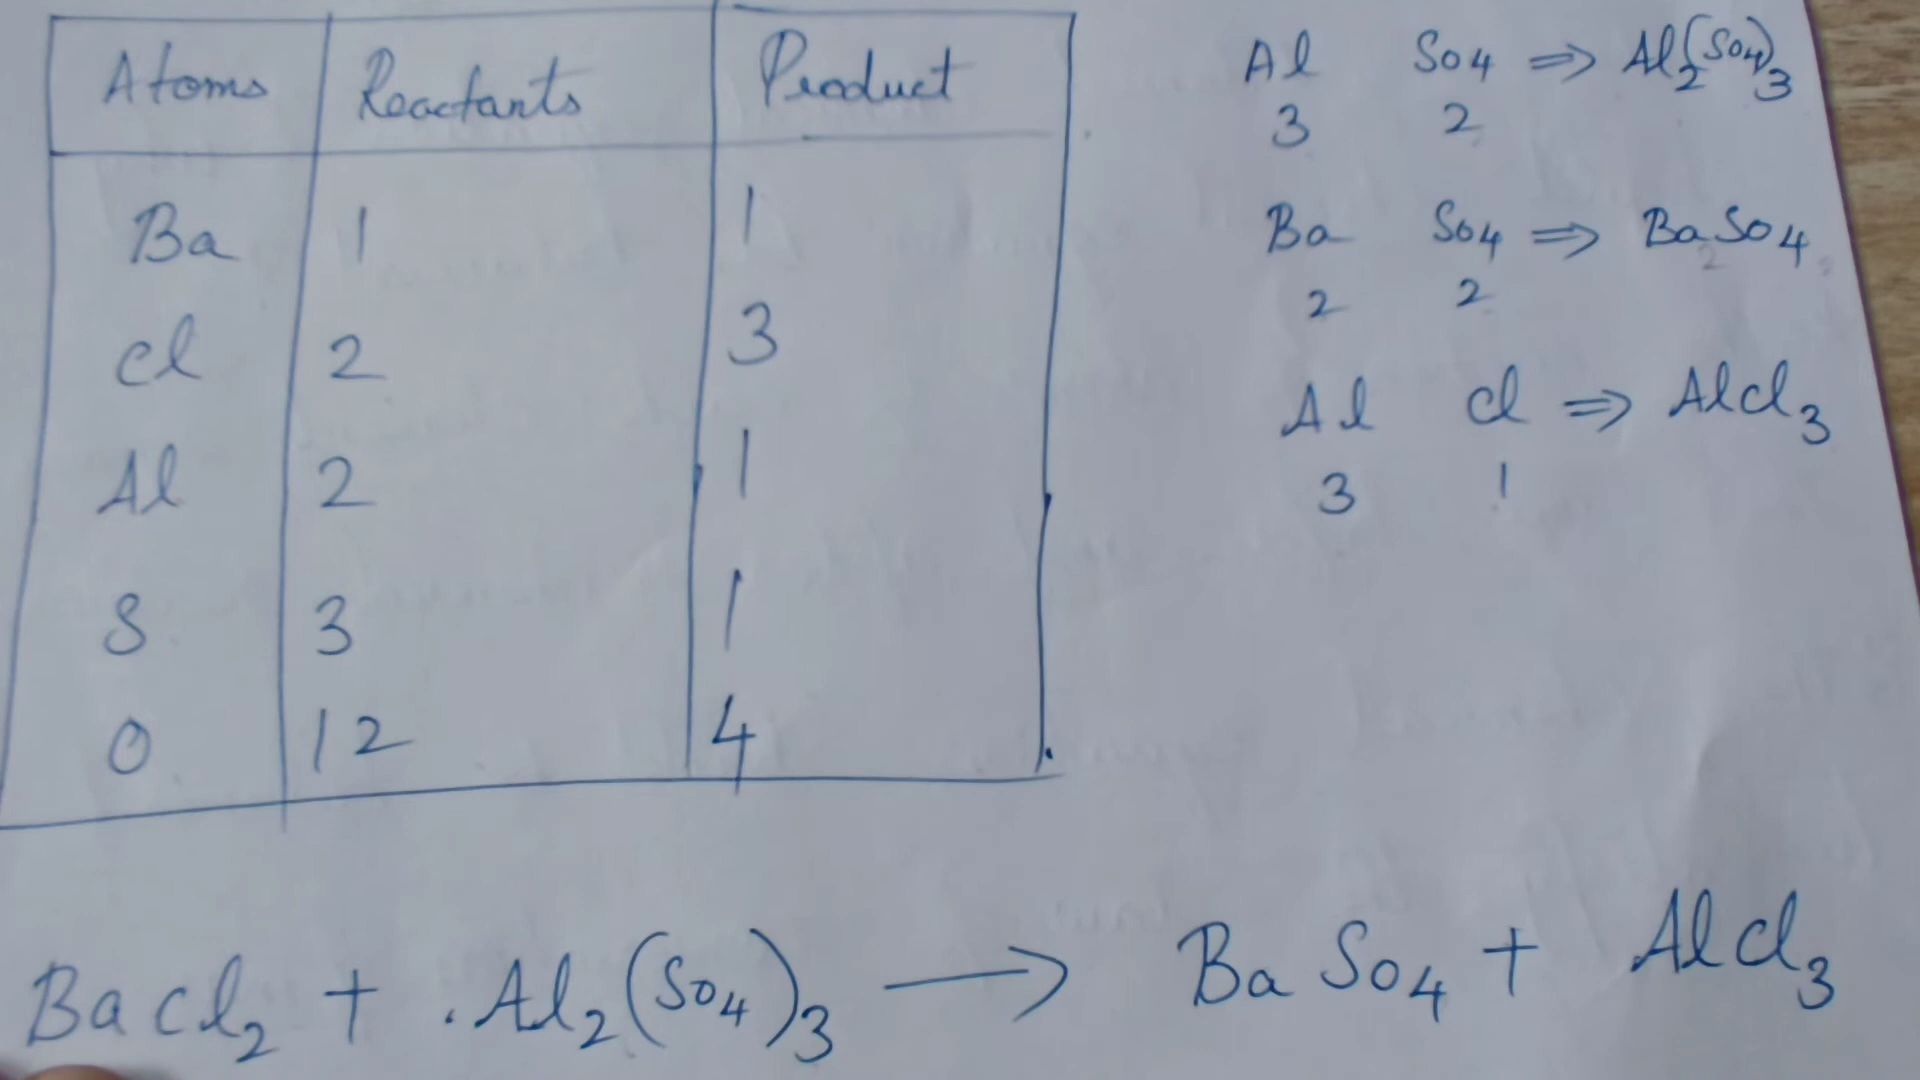 Atoms Reactants Product
Ba 1 1
Cl 2 3
Al 2 1
S 3 1
O 12 4
Al So4 ⇒ Al2(So4)3
3 2
Ba So4 ⇒ BaSo4
2 2
Al Cl ⇒ AlCl3
3 1
BaCl2 + Al2(So4)3 → BaSo4 + AlCl3